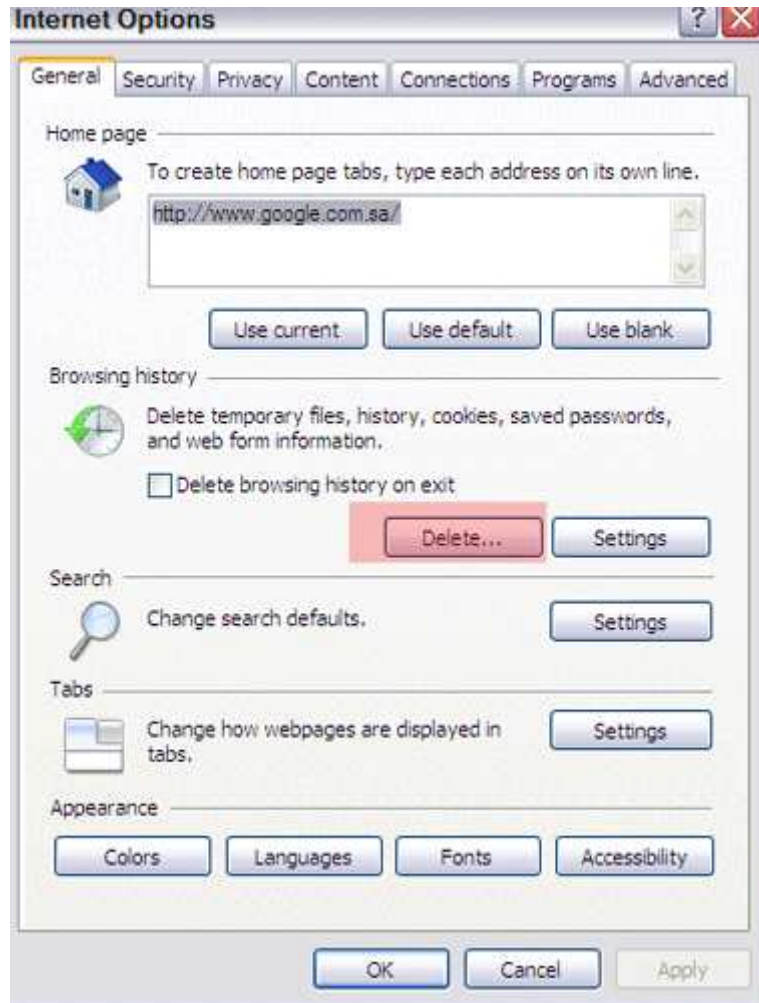 Internet Options
?
General Security Privacy Content Connections Programs Advanced
Home page
To create home page tabs, type each address on its own line.
http://www.google.com.sa/
Use current Use default Use blank
Browsing history
Delete temporary files, history, cookies, saved passwords,
and web form information.
Delete browsing history on exit
Delete... Settings
Search
Change search defaults. Settings
Tabs
Change how webpages are displayed in
tabs.
Settings
Appearance
Colors Languages Fonts Accessibility
OK Cancel Apply